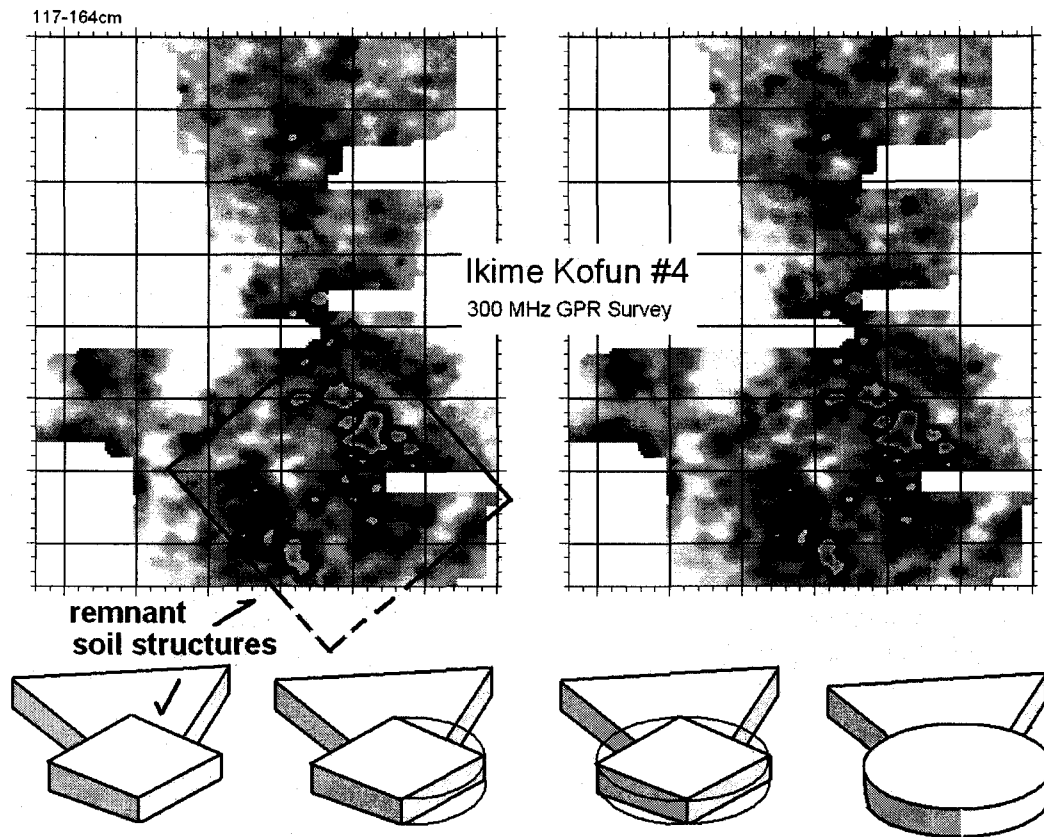 117-164cm
Ikime Kofun #4
300 MHz GPR Survey
remnant
soil structures